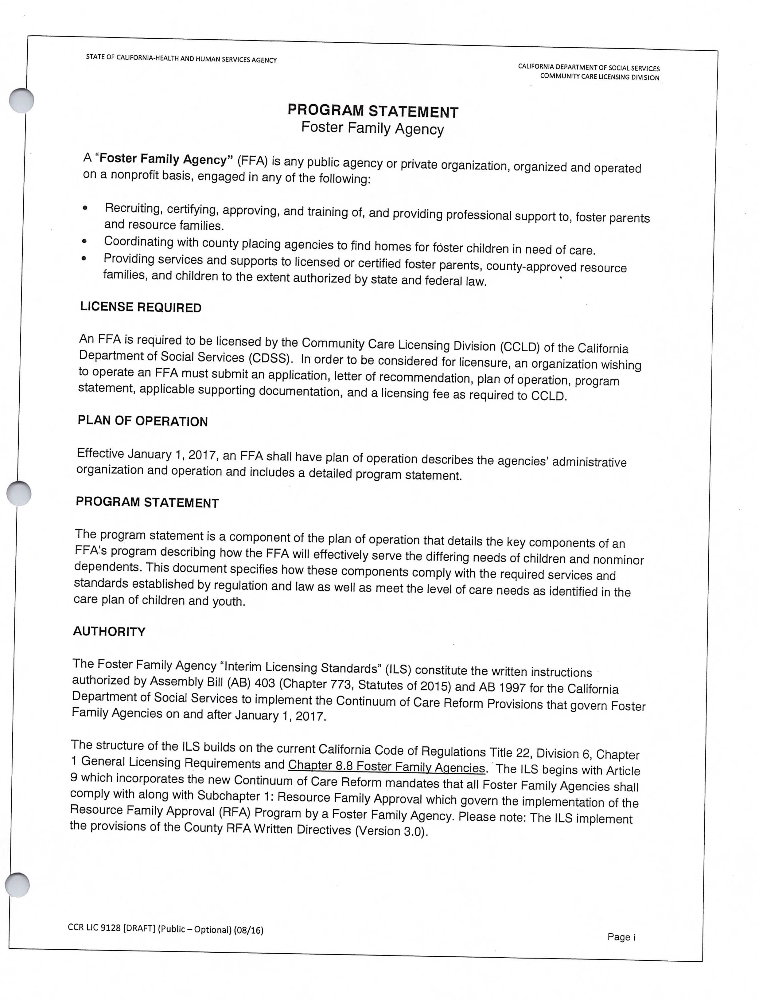 STATE OF CALIFORNIA-HEALTH AND HUMAN SERVICES AGENCY
CALIFORNIA DEPARTMENT OF SOCIAL SERVICES
COMMUNITY CARE LICENSING DIVISION
PROGRAM STATEMENT
Foster Family Agency
A “Foster Family Agency” (FFA) is any public agency or private organization, organized and operated
on a nonprofit basis, engaged in any of the following:
• Recruiting, certifying, approving, and training of, and providing professional support to, foster parents
and resource families.
• Coordinating with county placing agencies to find homes for foster children in need of care.
• Providing services and supports to licensed or certified foster parents, county-approved resource
families, and children to the extent authorized by state and federal law.
LICENSE REQUIRED
An FFA is required to be licensed by the Community Care Licensing Division (CCLD) of the California
Department of Social Services (CDSS). In order to be considered for licensure, an organization wishing
to operate an FFA must submit an application, letter of recommendation, plan of operation, program
statement, applicable supporting documentation, and a licensing fee as required to CCLD.
PLAN OF OPERATION
Effective January 1, 2017, an FFA shall have plan of operation describes the agencies’ administrative
organization and operation and includes a detailed program statement.
PROGRAM STATEMENT
The program statement is a component of the plan of operation that details the key components of an
FFA’s program describing how the FFA will effectively serve the differing needs of children and nonminor
dependents. This document specifies how these components comply with the required services and
standards established by regulation and law as well as meet the level of care needs as identified in the
care plan of children and youth.
AUTHORITY
The Foster Family Agency “Interim Licensing Standards” (ILS) constitute the written instructions
authorized by Assembly Bill (AB) 403 (Chapter 773, Statutes of 2015) and AB 1997 for the California
Department of Social Services to implement the Continuum of Care Reform Provisions that govern Foster
Family Agencies on and after January 1, 2017.
The structure of the ILS builds on the current California Code of Regulations Title 22, Division 6, Chapter
1 General Licensing Requirements and Chapter 8.8 Foster Family Agencies. The ILS begins with Article
9 which incorporates the new Continuum of Care Reform mandates that all Foster Family Agencies shall
comply with along with Subchapter 1: Resource Family Approval which govern the implementation of the
Resource Family Approval (RFA) Program by a Foster Family Agency. Please note: The ILS implement
the provisions of the County RFA Written Directives (Version 3.0).
CCR LIC 9128 [DRAFT] (Public – Optional) (08/16)
Page i